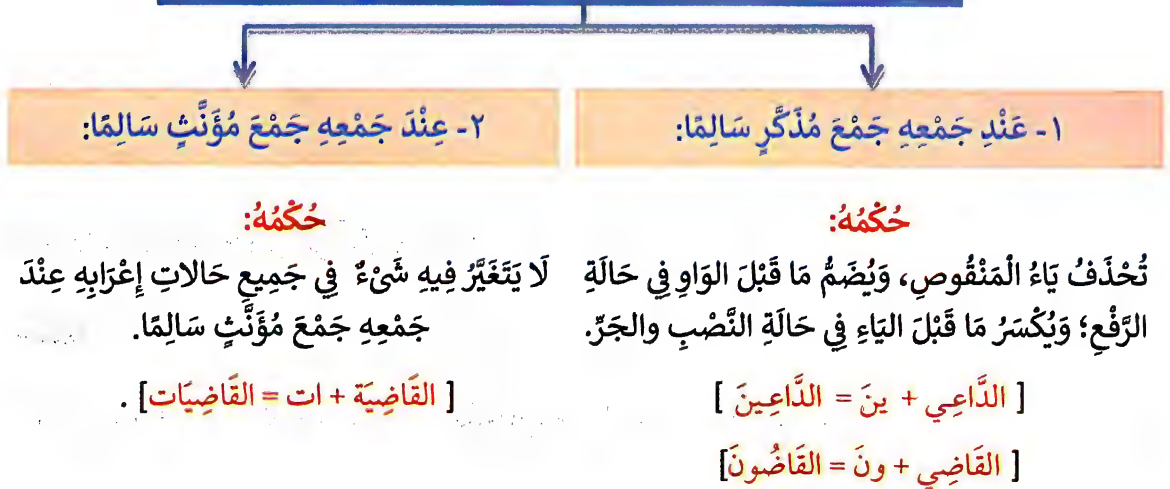 ١- عَنْدِ جَمْعِهِ جَمْعَ مُذَكَّرٍ سَالِمًا:
حُكْمُهُ:
تُحْذَفُ يَاءُ الْمَنْقُوصِ، وَيُضَمُّ مَا قَبْلَ الوَاوِ فِي حَالَةِ
الرَّفْعِ؛ وَيُكْسَرُ مَا قَبْلَ اليَاءِ فِي حَالَةِ النَّصْبِ والجَرِّ.
[ الدَّاعِي + ينَ = الدَّاعِينَ ]
[ القَاضِي + ونَ = القَاضُونَ]
٢- عِنْدَ جَمْعِهِ جَمْعَ مُؤَنَّثٍ سَالِمًا:
حُكْمُهُ:
لَا يَتَغَيَّرُ فِيهِ شَيْءٌ فِي جَمِيعِ حَالاتِ إِعْرَابِهِ عِنْدَ
جَمْعِهِ جَمْعَ مُؤَنَّثٍ سَالِمًا.
[ القَاضِيَة + ات = القَاضِيَات] .